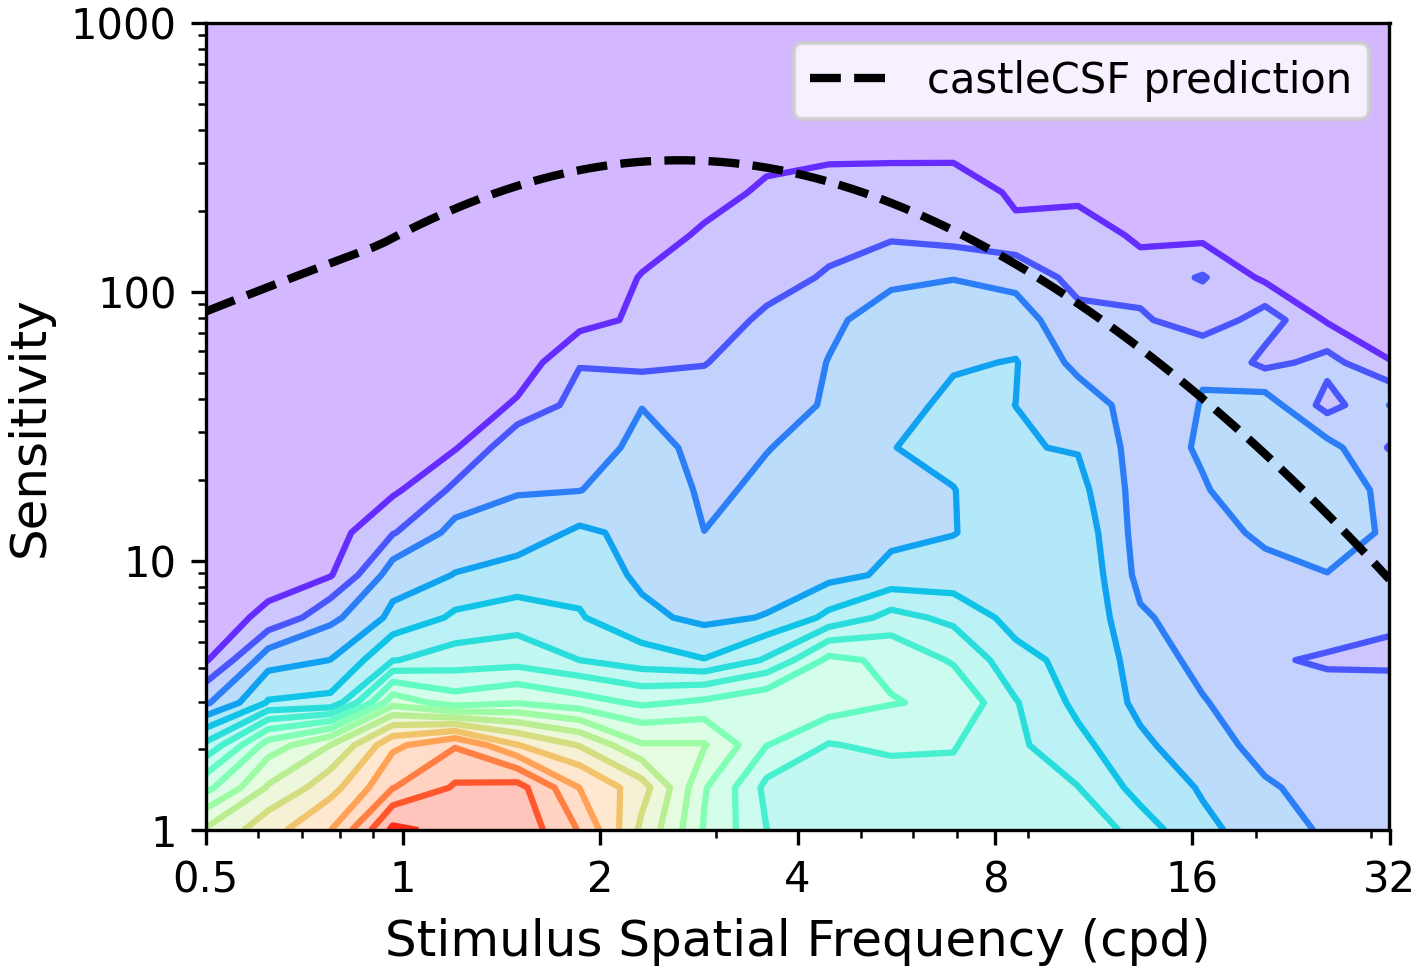 1000
100
10
1
Sensitivity
castleCSF prediction
0.5 1 2 4 8 16 32
Stimulus Spatial Frequency (cpd)